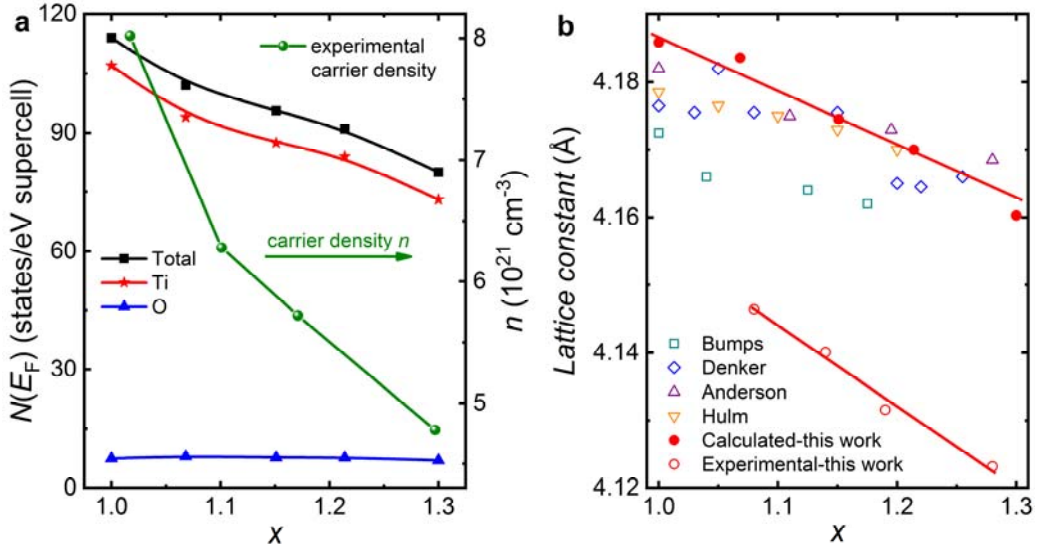 a
120
90
60
30
0
N(E_F) (states/eV supercell)
experimental
carrier density
carrier density n
Total
Ti
O
8
7
6
5
n (10^21 cm^-3)
1.0 1.1 1.2 1.3
x
b
4.18
4.16
4.14
4.12
Lattice constant (Å)
Bumps
Denker
Anderson
Hulm
Calculated-this work
Experimental-this work
1.0 1.1 1.2 1.3
x